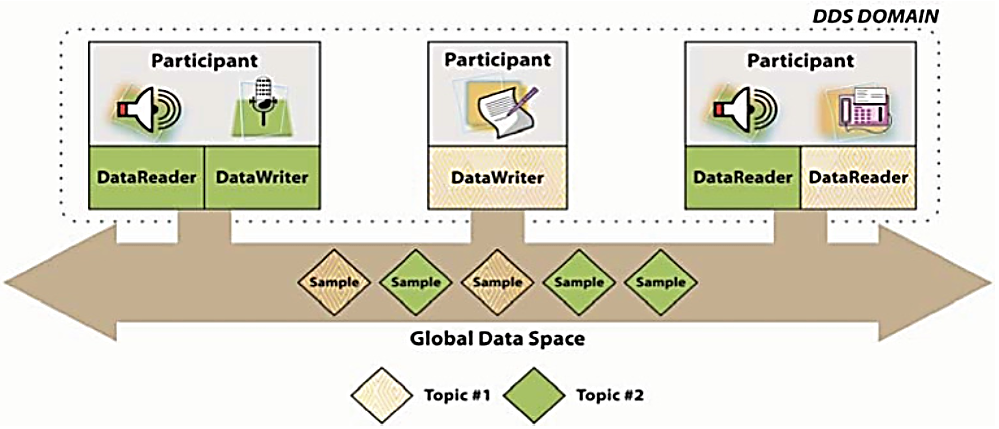 DDS DOMAIN
Participant
Participant
Participant
DataReader
DataWriter
DataWriter
DataReader
DataReader
Sample
Sample
Sample
Sample
Sample
Global Data Space
Topic #1
Topic #2